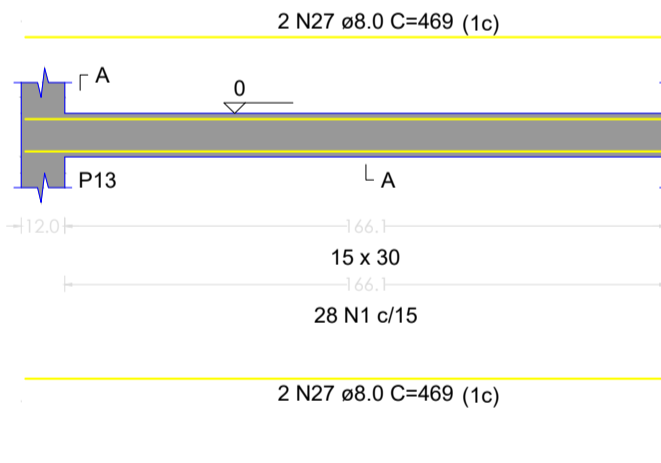 2 N27 ø8.0 C=469 (1c)
A
0
P13
A
12.0
166.1
15 x 30
166.1
28 N1 c/15
2 N27 ø8.0 C=469 (1c)